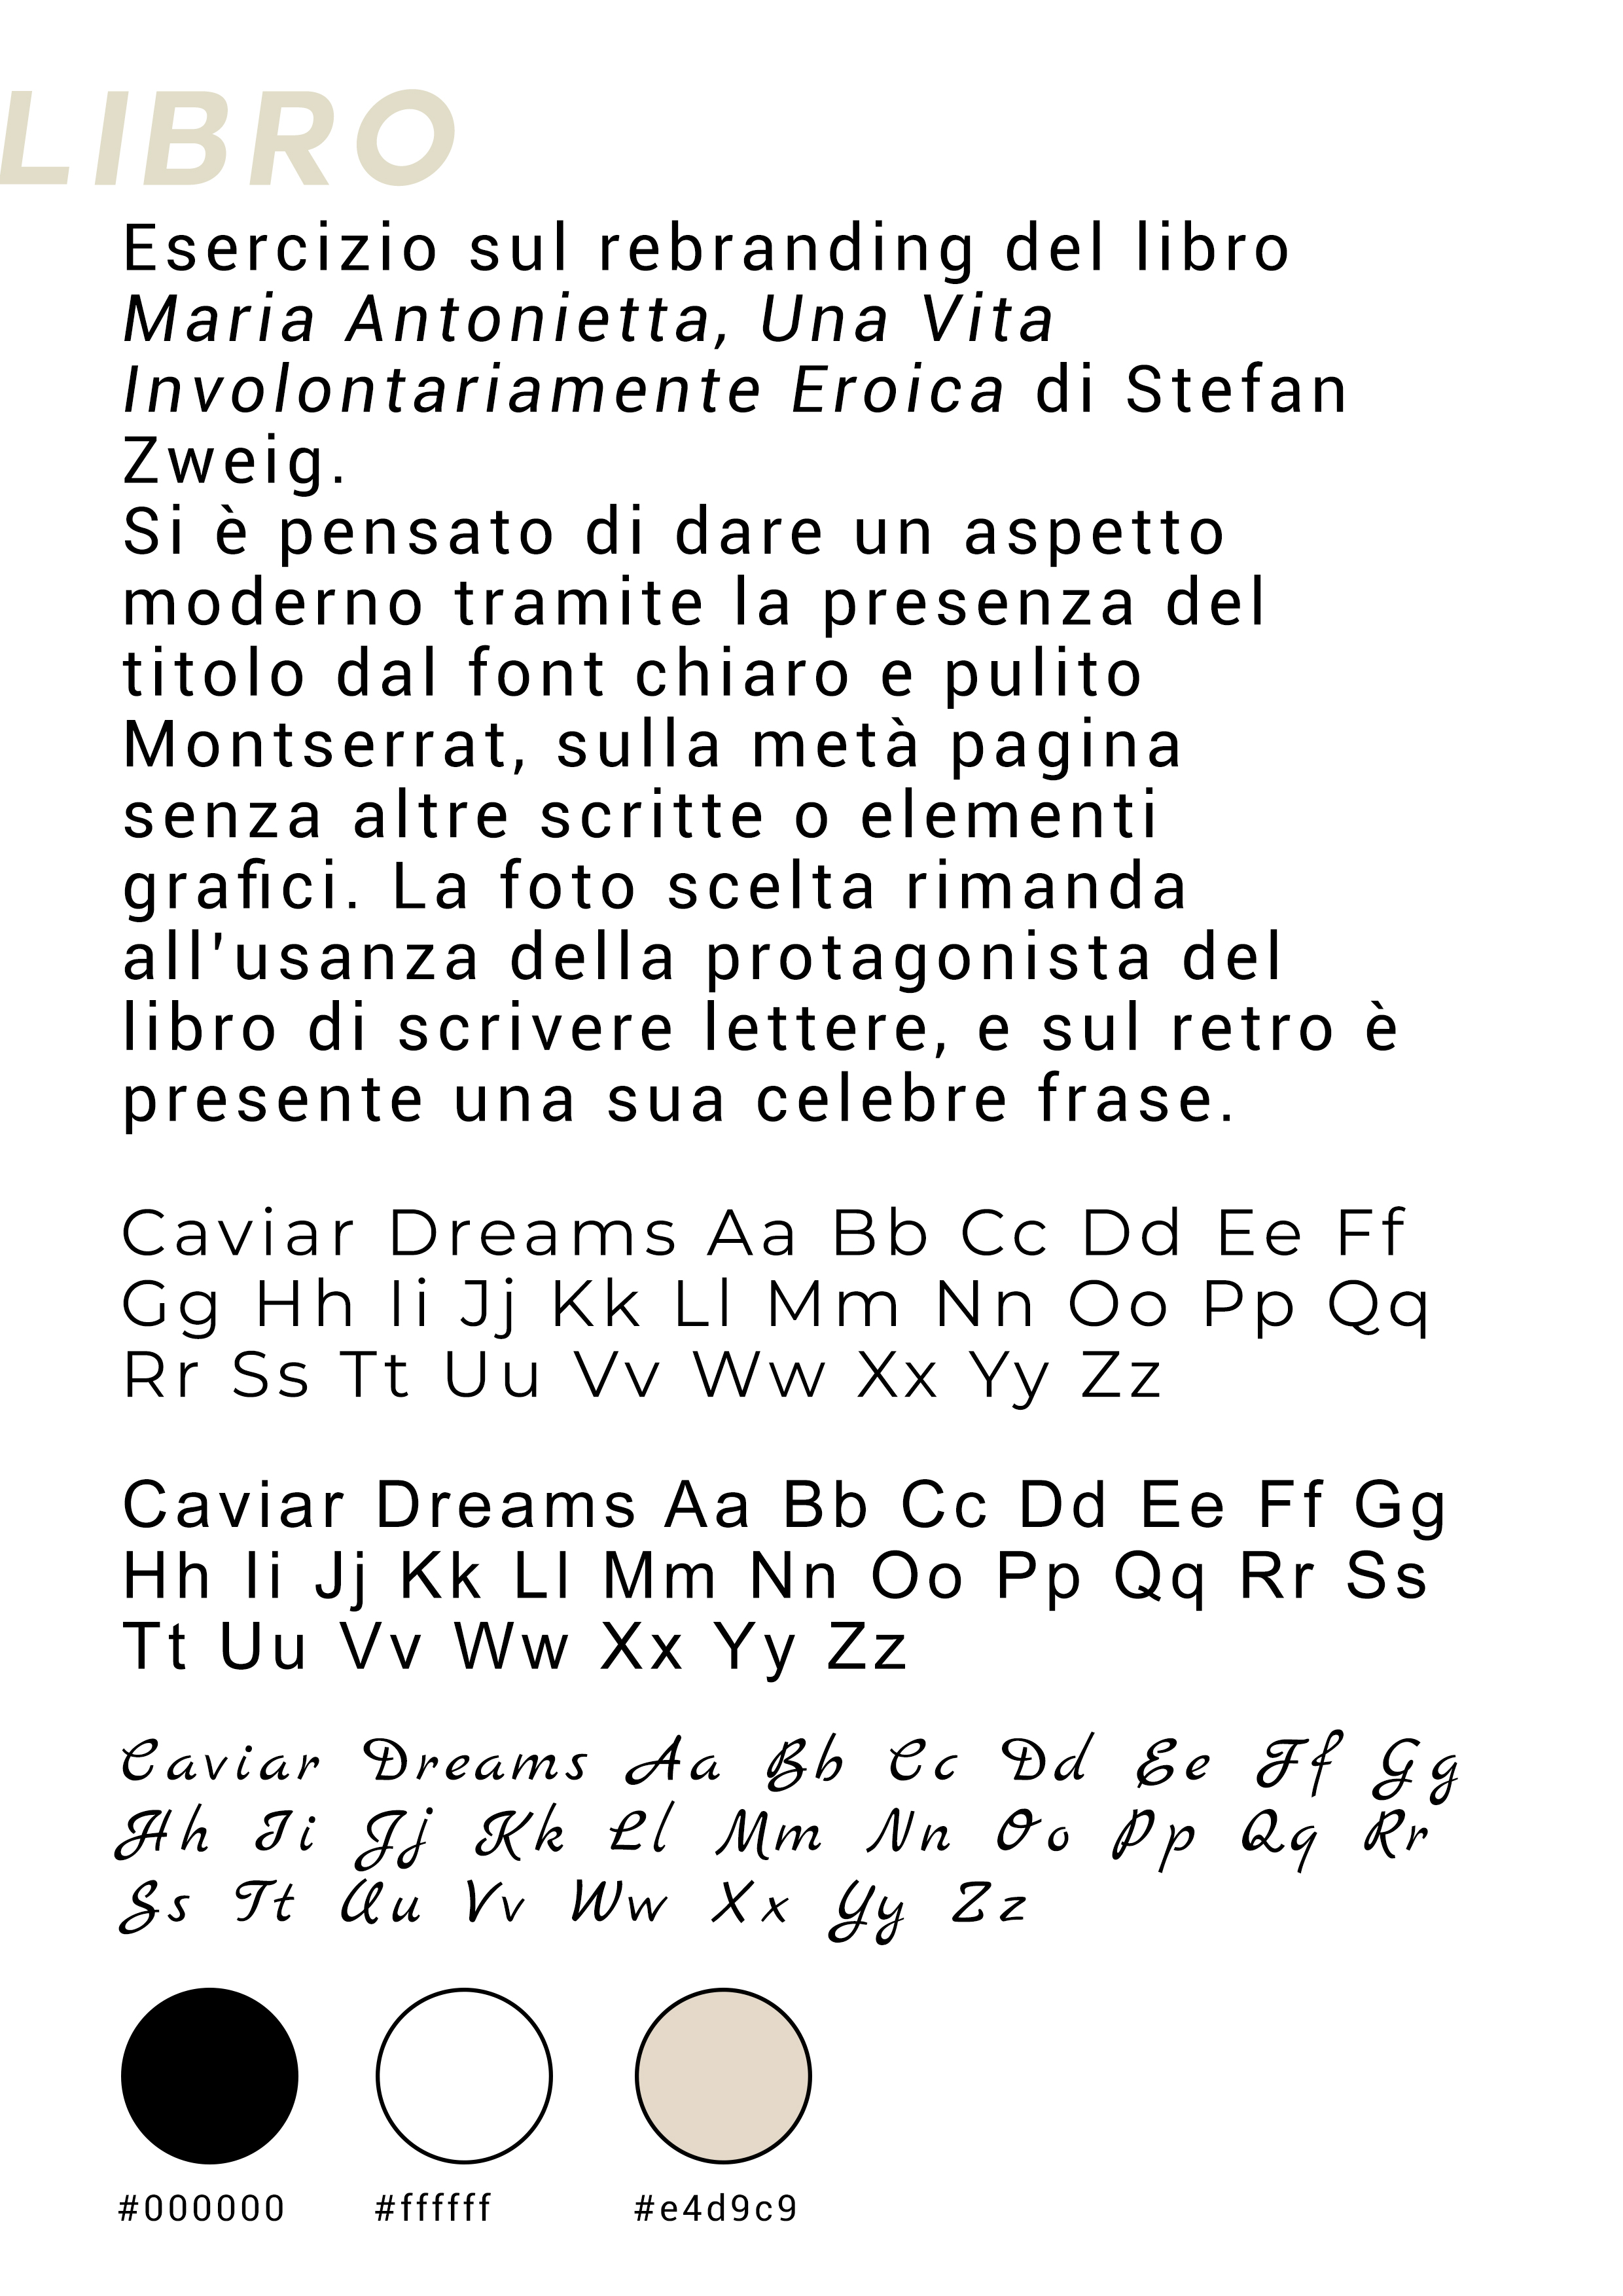 LIBRO
Esercizio sul rebranding del libro
Maria Antonietta, Una Vita
Involontariamente Eroica di Stefan
Zweig.
Si è pensato di dare un aspetto
moderno tramite la presenza del
titolo dal font chiaro e pulito
Montserrat, sulla metà pagina
senza altre scritte o elementi
grafici. La foto scelta rimanda
all'usanza della protagonista del
libro di scrivere lettere, e sul retro è
presente una sua celebre frase.
Caviar Dreams Aa Bb Cc Dd Ee Ff
Gg Hh Ii Jj Kk Ll Mm Nn Oo Pp Qq
Rr Ss Tt Uu Vv Ww Xx Yy Zz
Caviar Dreams Aa Bb Cc Dd Ee Ff Gg
Hh Ii Jj Kk Ll Mm Nn Oo Pp Qq Rr Ss
Tt Uu Vv Ww Xx Yy Zz
Caviar Dreams Aa Bb Cc Dd Ee Ff Gg
Hh Ii Jj Kk Ll Mm Nn Oo Pp Qq Rr
Ss Tt Uu Vv Ww Xx Yy Zz
#000000 #ffffff #e4d9c9